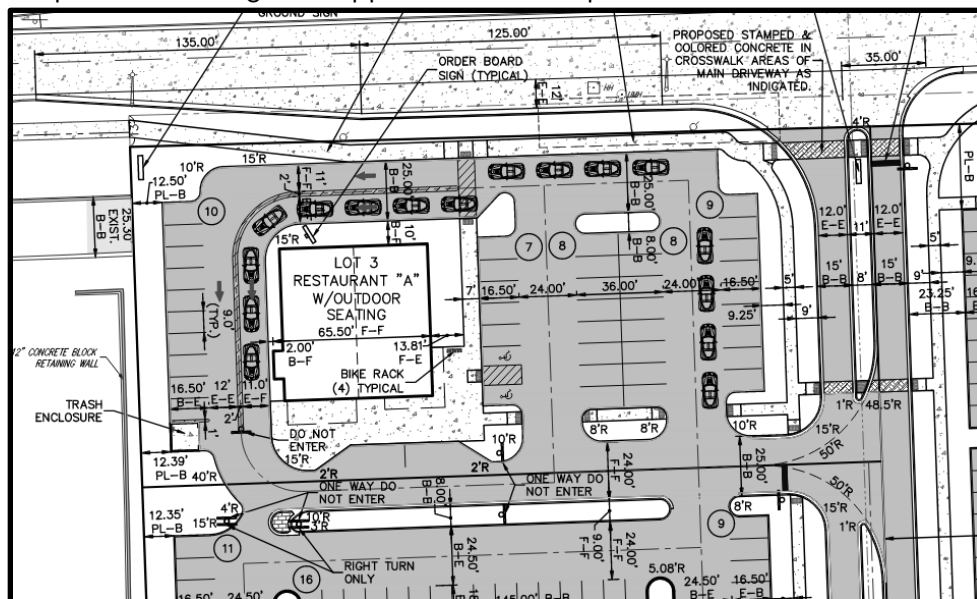 GROUND SIGN
135.00'
125.00'
ORDER BOARD
SIGN (TYPICAL)
PROPOSED STAMPED &
COLORED CONCRETE IN
CROSSWALK AREAS OF
MAIN DRIVEWAY AS
INDICATED.
35.00'
12'
E-E
HH
UMH
13'
4'R
10'R
15'R
12.50'
PL-B
11'
F-F
2'
25.00'
B-B
25.00'
B-B
PL-B
10
9
25.30'
EXIST.
B-B
15'R
10'
B-F
12.0'
E-E
11'
12.0'
E-E
7
8
8
8.00'
B-B
LOT 3
RESTAURANT "A"
W/OUTDOOR
SEATING
65.50' F-F
7'
16.50'
24.00'
36.00'
24.00'
16.50'
5'
15'
B-B
8'
15'
B-B
9'
5'
23.25'
B-B
9.0'
(TYP.)
9.25'
9'
2.00'
B-F
13.81'
F-E
12" CONCRETE BLOCK
RETAINING WALL
BIKE RACK
(4) TYPICAL
16.50'
B-E
12'
E-E
11.0'
F-F
TRASH
ENCLOSURE
2'
1'
DO NOT
ENTER
15'R
10'R
8'R
8'R
10'R
1'R
48.5'R
15'R
50'R
12.39'
PL-B
40'R
2'R
2'R
24.00'
F-F
25.00'
B-B
ONE WAY DO
NOT ENTER
8.00'
B-B
ONE WAY DO
NOT ENTER
50'R
12.35'
PL-B
4'R
15'R
10'R
3'R
8'R
15'R
1'R
11
9
24.50'
B-E
9.00'
F-F
24.00'
F-F
RIGHT TURN
ONLY
16
5.08'R
16.50'
24.50'
145.00' B-B
24.50'
E-E
16.50'
E-B